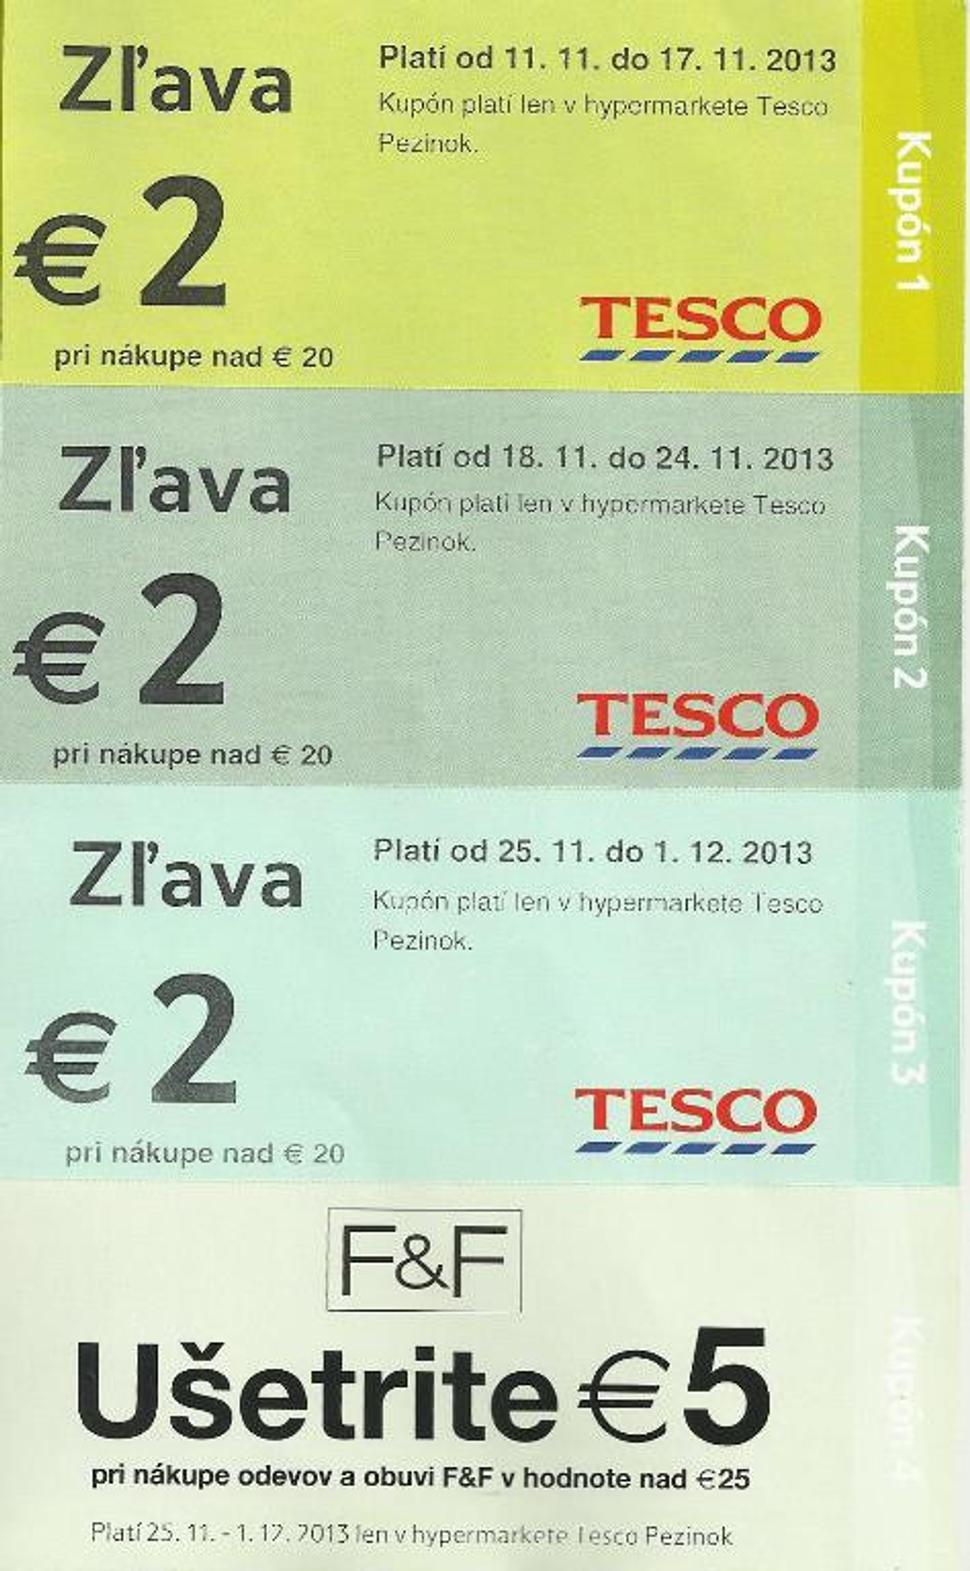 Zľava
Platí od 11. 11. do 17. 11. 2013
Kupón platí len v hypermarkete Tesco
Pezinok.
€ 2
pri nákupe nad € 20
TESCO
Kupón 1
Zľava
Platí od 18. 11. do 24. 11. 2013
Kupón platí len v hypermarkete Tesco
Pezinok.
€ 2
pri nákupe nad € 20
TESCO
Kupón 2
Zľava
Platí od 25. 11. do 1. 12. 2013
Kupón platí len v hypermarkete Tesco
Pezinok.
€ 2
pri nákupe nad € 20
TESCO
Kupón 3
F&F
Ušetrite €5
pri nákupe odevov a obuvi F&F v hodnote nad €25
Platí 25. 11. - 1. 12. 2013 len v hypermarkete Tesco Pezinok
Kupón 4